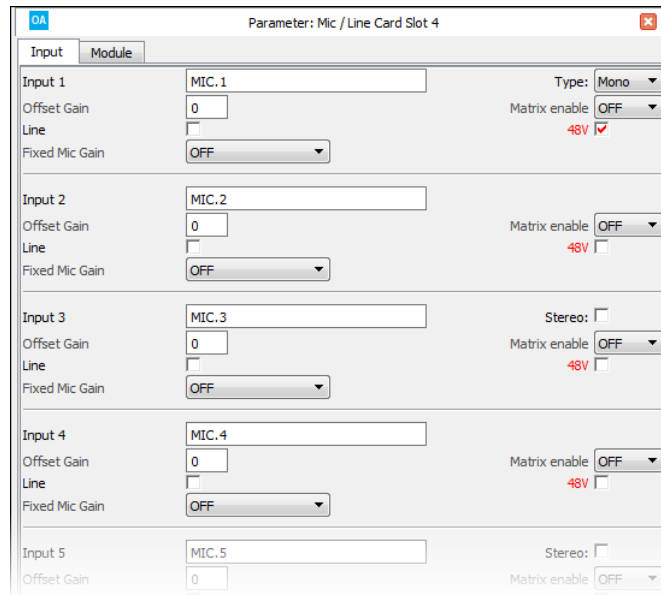 OA Parameter: Mic / Line Card Slot 4
Input Module
Input 1 MIC.1 Type: Mono
Offset Gain 0 Matrix enable OFF
Line 48V
Fixed Mic Gain OFF
Input 2 MIC.2
Offset Gain 0 Matrix enable OFF
Line 48V
Fixed Mic Gain OFF
Input 3 MIC.3 Stereo:
Offset Gain 0 Matrix enable OFF
Line 48V
Fixed Mic Gain OFF
Input 4 MIC.4
Offset Gain 0 Matrix enable OFF
Line 48V
Fixed Mic Gain OFF
Input 5 MIC.5 Stereo:
Offset Gain 0 Matrix enable OFF